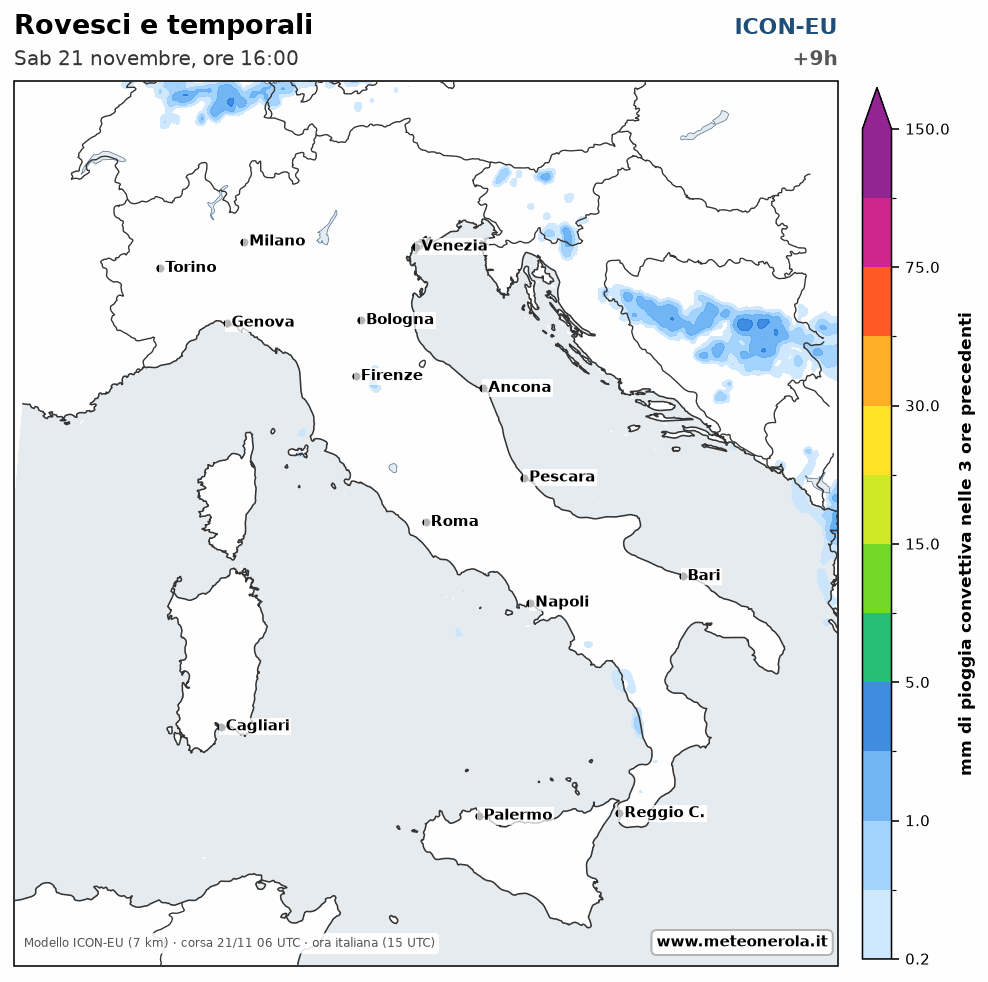 Rovesci e temporali
ICON-EU
Sab 21 novembre, ore 16:00
+9h
Milano
Venezia
Torino
Genova
Bologna
Firenze
Ancona
Pescara
Roma
Bari
Napoli
Cagliari
Palermo
Reggio C.
Modello ICON-EU (7 km) · corsa 21/11 06 UTC · ora italiana (15 UTC)
www.meteonerola.it
150.0
75.0
30.0
15.0
5.0
1.0
0.2
mm di pioggia convettiva nelle 3 ore precedenti